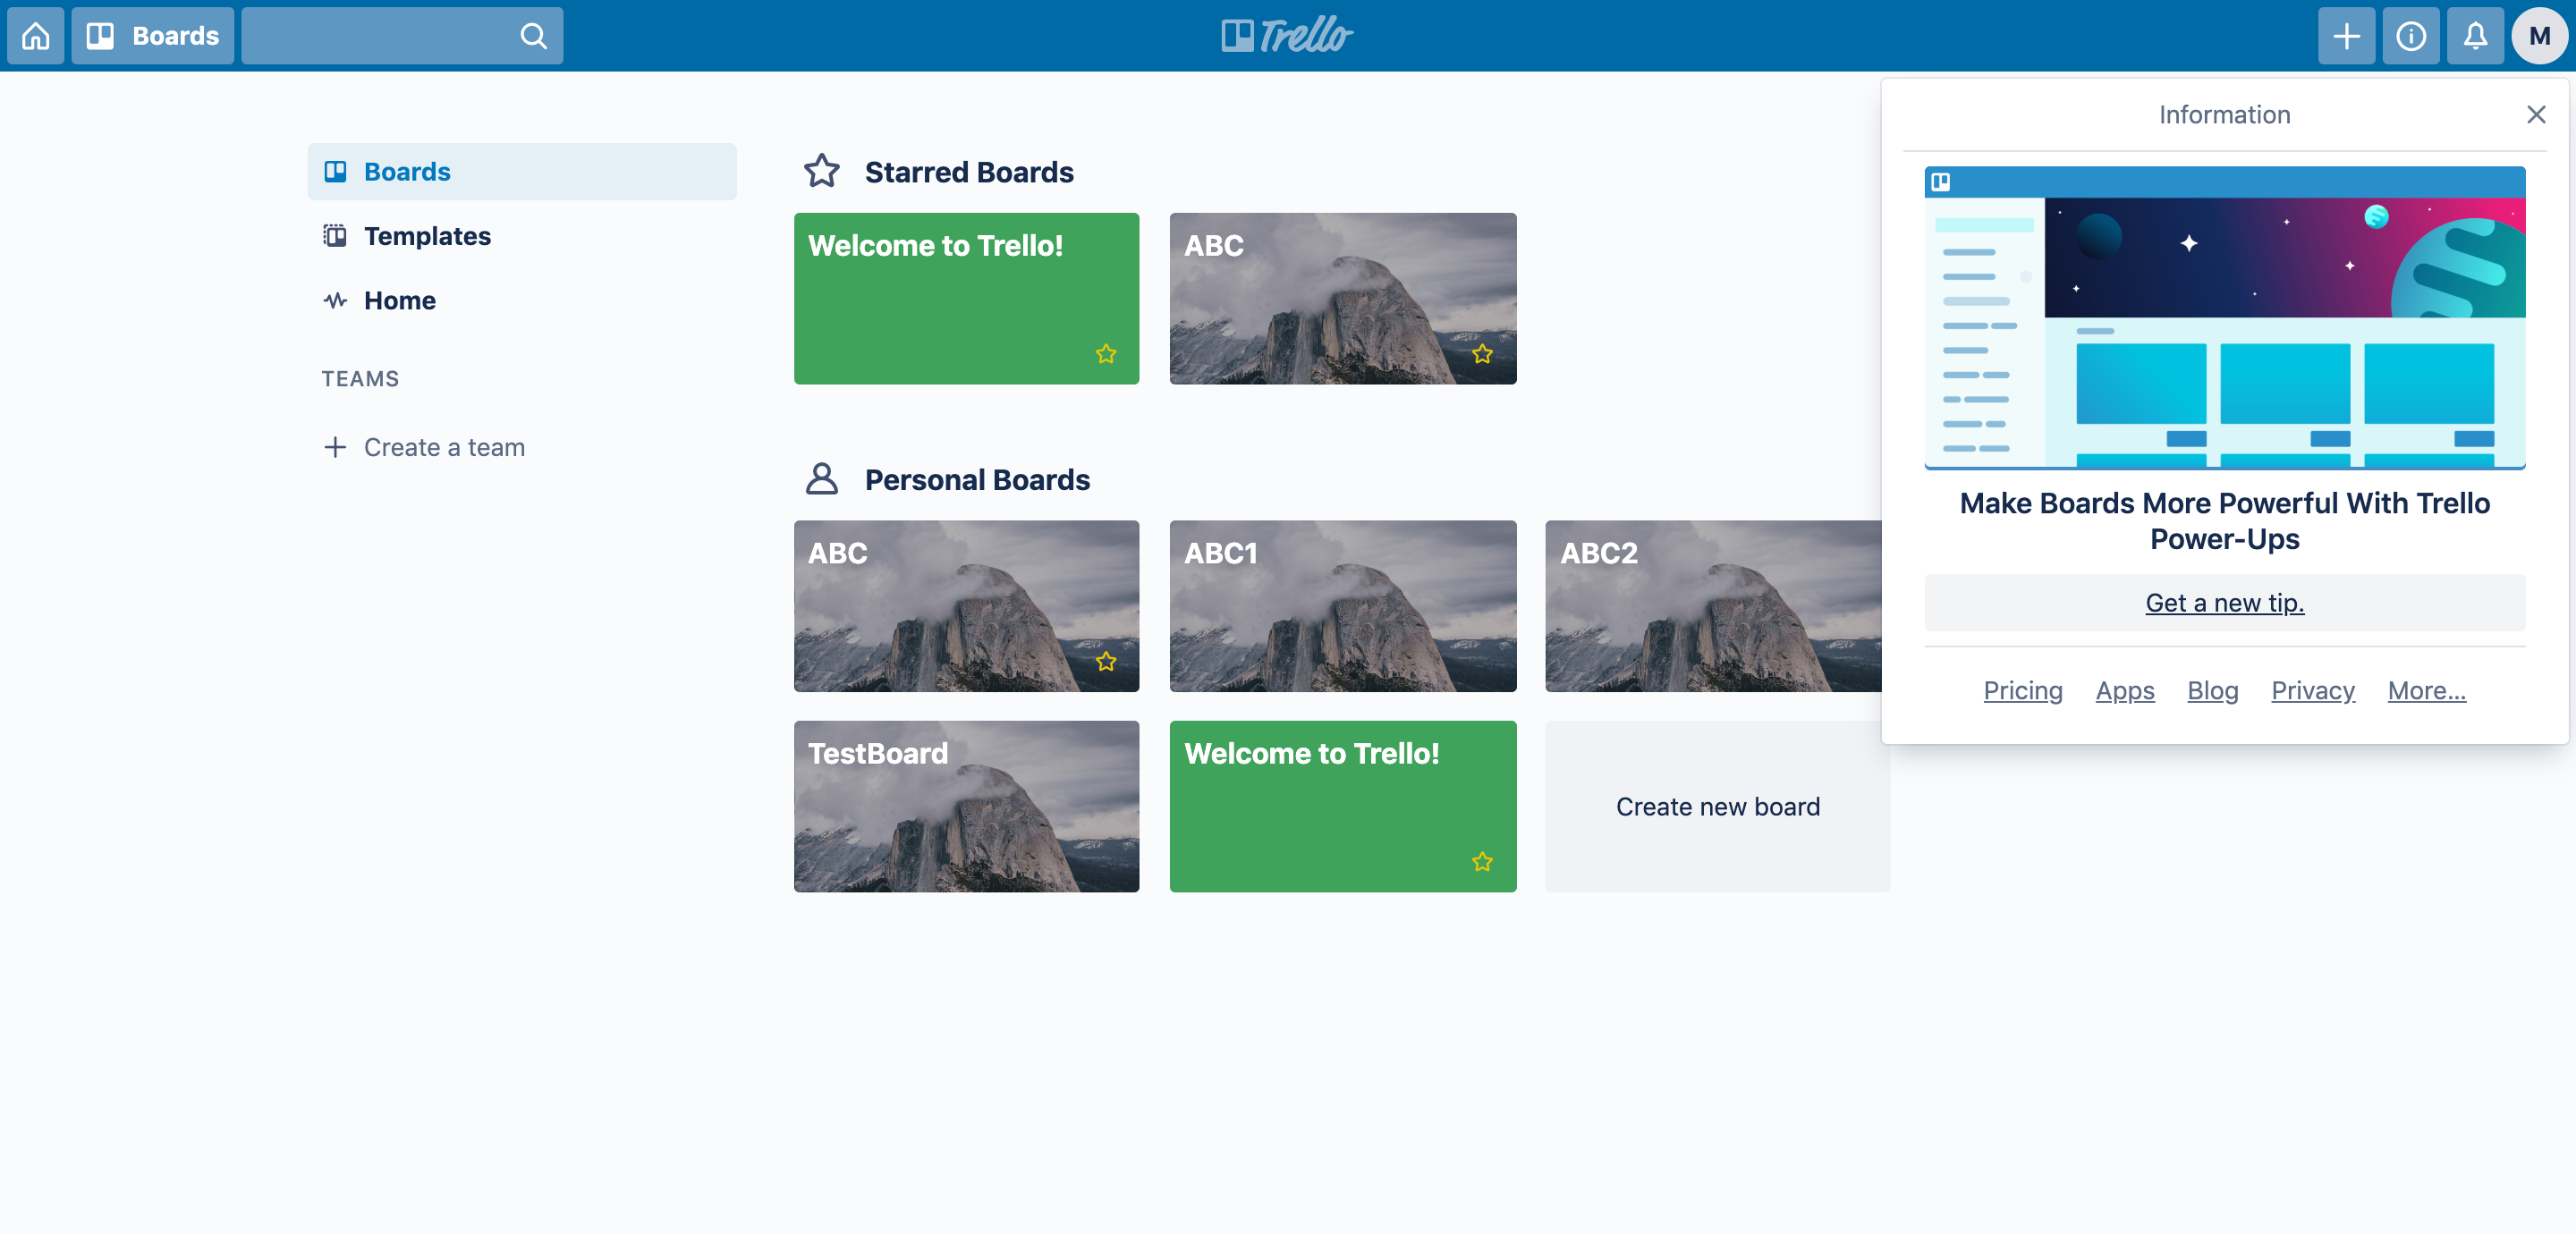 Boards
Trello
M
Boards
Templates
Home
TEAMS
Create a team
Starred Boards
Welcome to Trello!
ABC
Personal Boards
ABC
ABC1
ABC2
TestBoard
Welcome to Trello!
Create new board
Information
Make Boards More Powerful With Trello
Power-Ups
Get a new tip.
Pricing Apps Blog Privacy More...